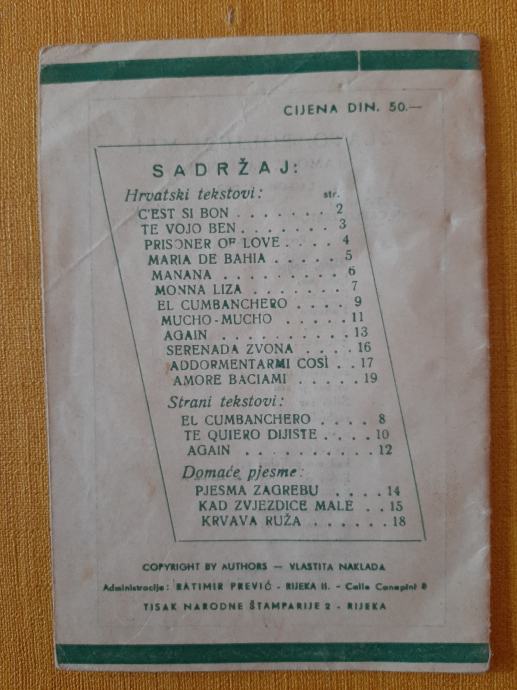 CIJENA DIN. 50.—
SADRŽAJ:
Hrvatski tekstovi: str.
C'EST SI BON . . . . . . . 2
TE VOJO BEN . . . . . . . 3
PRISONER OF LOVE . . . . 4
MARIA DE BAHIA . . . . . 5
MANANA . . . . . . . . . 6
MONNA LIZA . . . . . . . 7
EL CUMBANCHERO . . . . 9
MUCHO-MUCHO . . . . . 11
AGAIN . . . . . . . . . . 13
SERENADA ZVONA . . . . 16
ADDORMENTARMI COSÌ . . 17
AMORE BACIAMI . . . . . 19
Strani tekstovi:
EL CUMBANCHERO . . . . 8
TE QUIERO DIJISTE . . . . 10
AGAIN . . . . . . . . . . 12
Domaće pjesme:
PJESMA ZAGREBU . . . . 14
KAD ZVJEZDICE MALE . . 15
KRVAVA RUŽA . . . . . . 18
COPYRIGHT BY AUTHORS — VLASTITA NAKLADA
Administracija: RATIMIR PREVIĆ - RIJEKA II. - Calle Canapini 8
TISAK NARODNE ŠTAMPARIJE 2 - RIJEKA